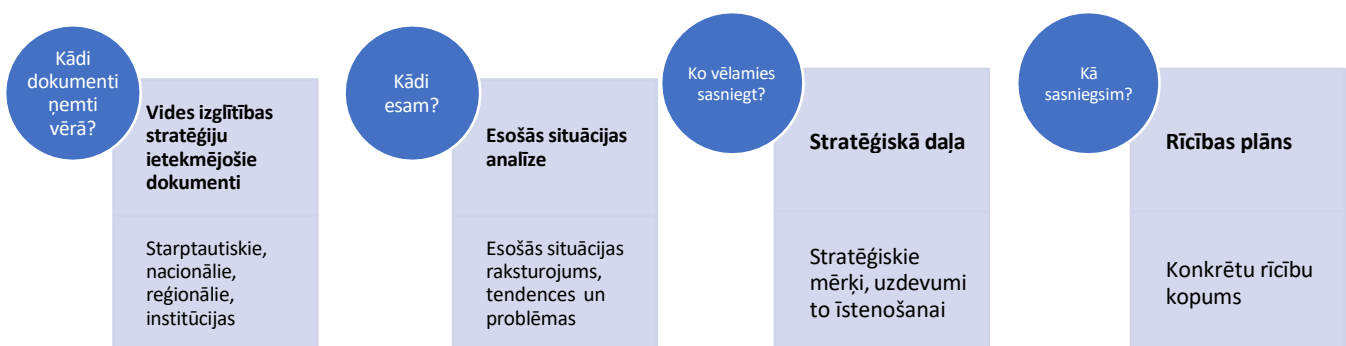 Kādi
dokumenti
ņemti
vērā?
Vides izglītības
stratēģiju
ietekmējošie
dokumenti
Starptautiskie,
nacionālie,
reģionālie,
institūcijas
Kādi
esam?
Esošās situācijas
analīze
Esošās situācijas
raksturojums,
tendences un
problēmas
Ko vēlamies
sasniegt?
Stratēģiskā daļa
Stratēģiskie
mērķi, uzdevumi
to īstenošanai
Kā
sasniegsim?
Rīcības plāns
Konkrētu rīcību
kopums